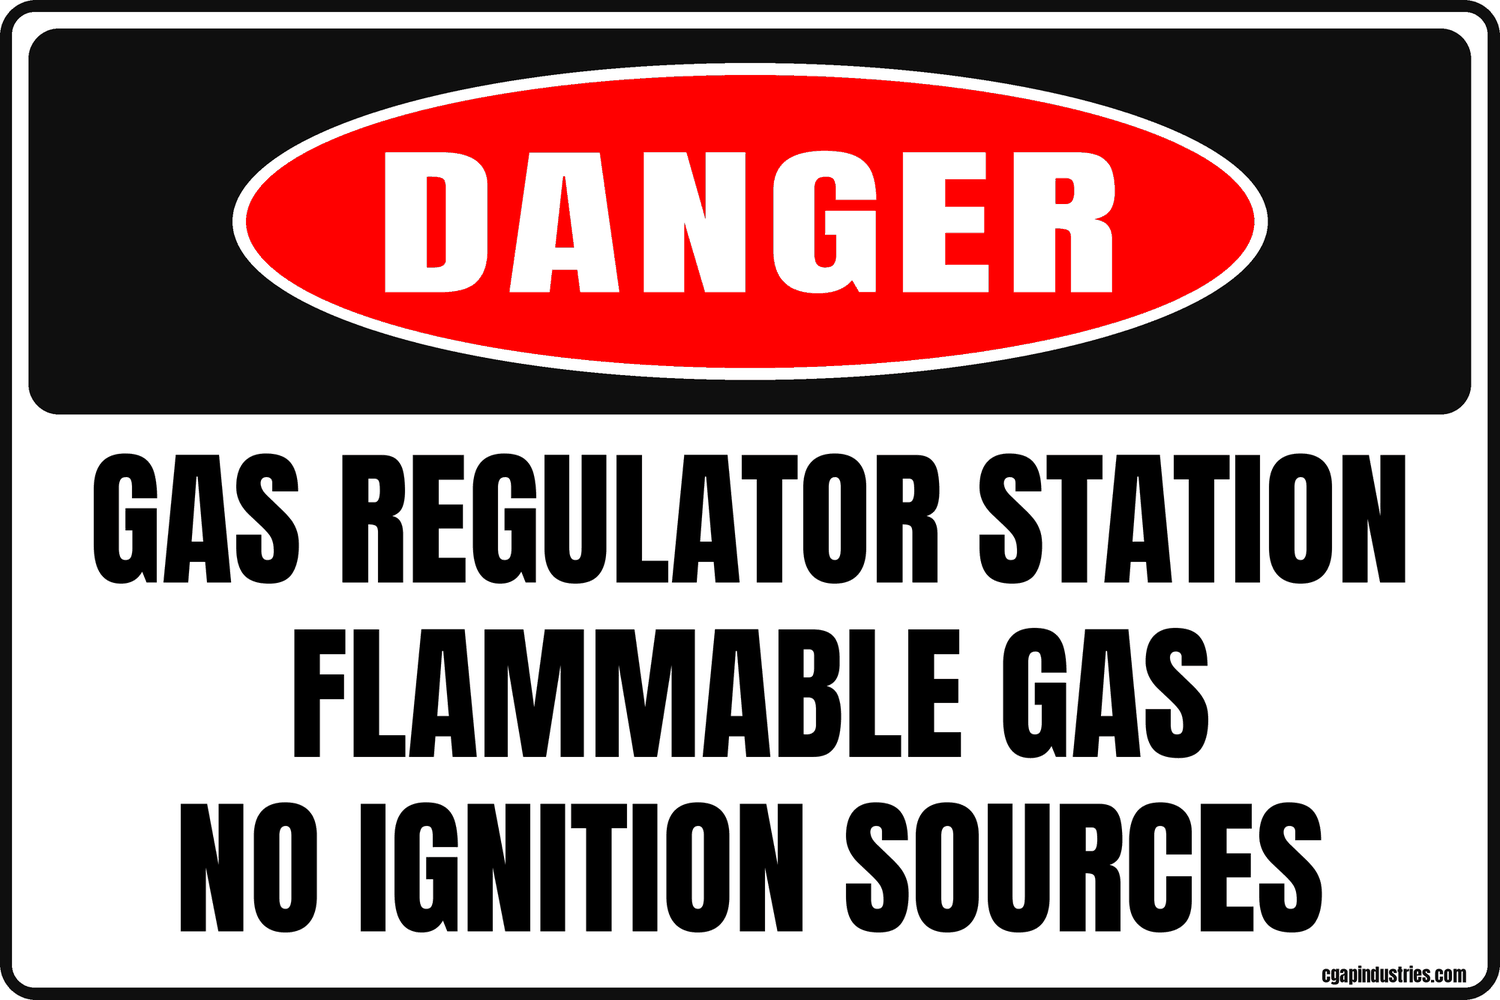 DANGER
GAS REGULATOR STATION
FLAMMABLE GAS
NO IGNITION SOURCES
cgapindustries.com